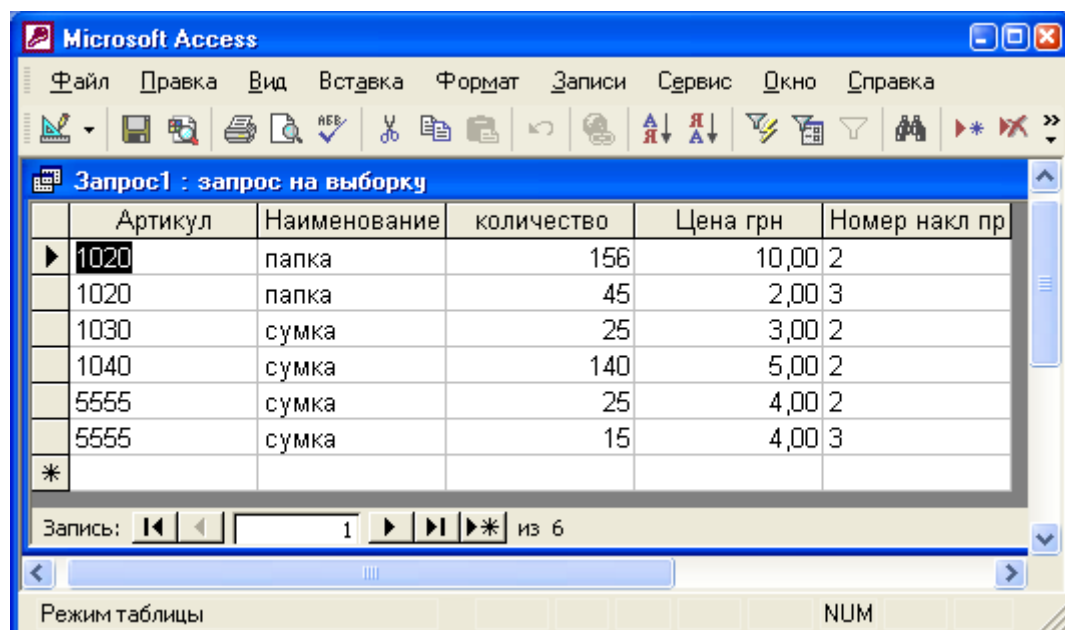 Microsoft Access
Файл Правка Вид Вставка Формат Записи Сервис Окно Справка
Запрос1 : запрос на выборку
Артикул Наименование количество Цена грн Номер накл пр
1020 папка 156 10,00 2
1020 папка 45 2,00 3
1030 сумка 25 3,00 2
1040 сумка 140 5,00 2
5555 сумка 25 4,00 2
5555 сумка 15 4,00 3
Запись: 1 из 6
Режим таблицы NUM